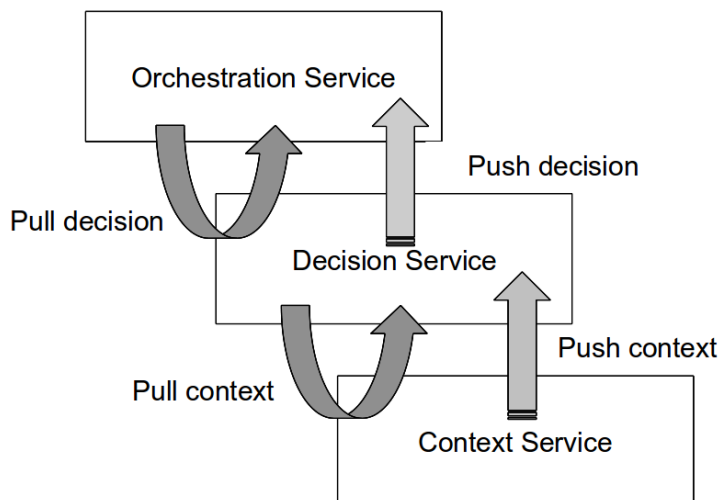 Orchestration Service
Push decision
Pull decision
Decision Service
Push context
Pull context
Context Service